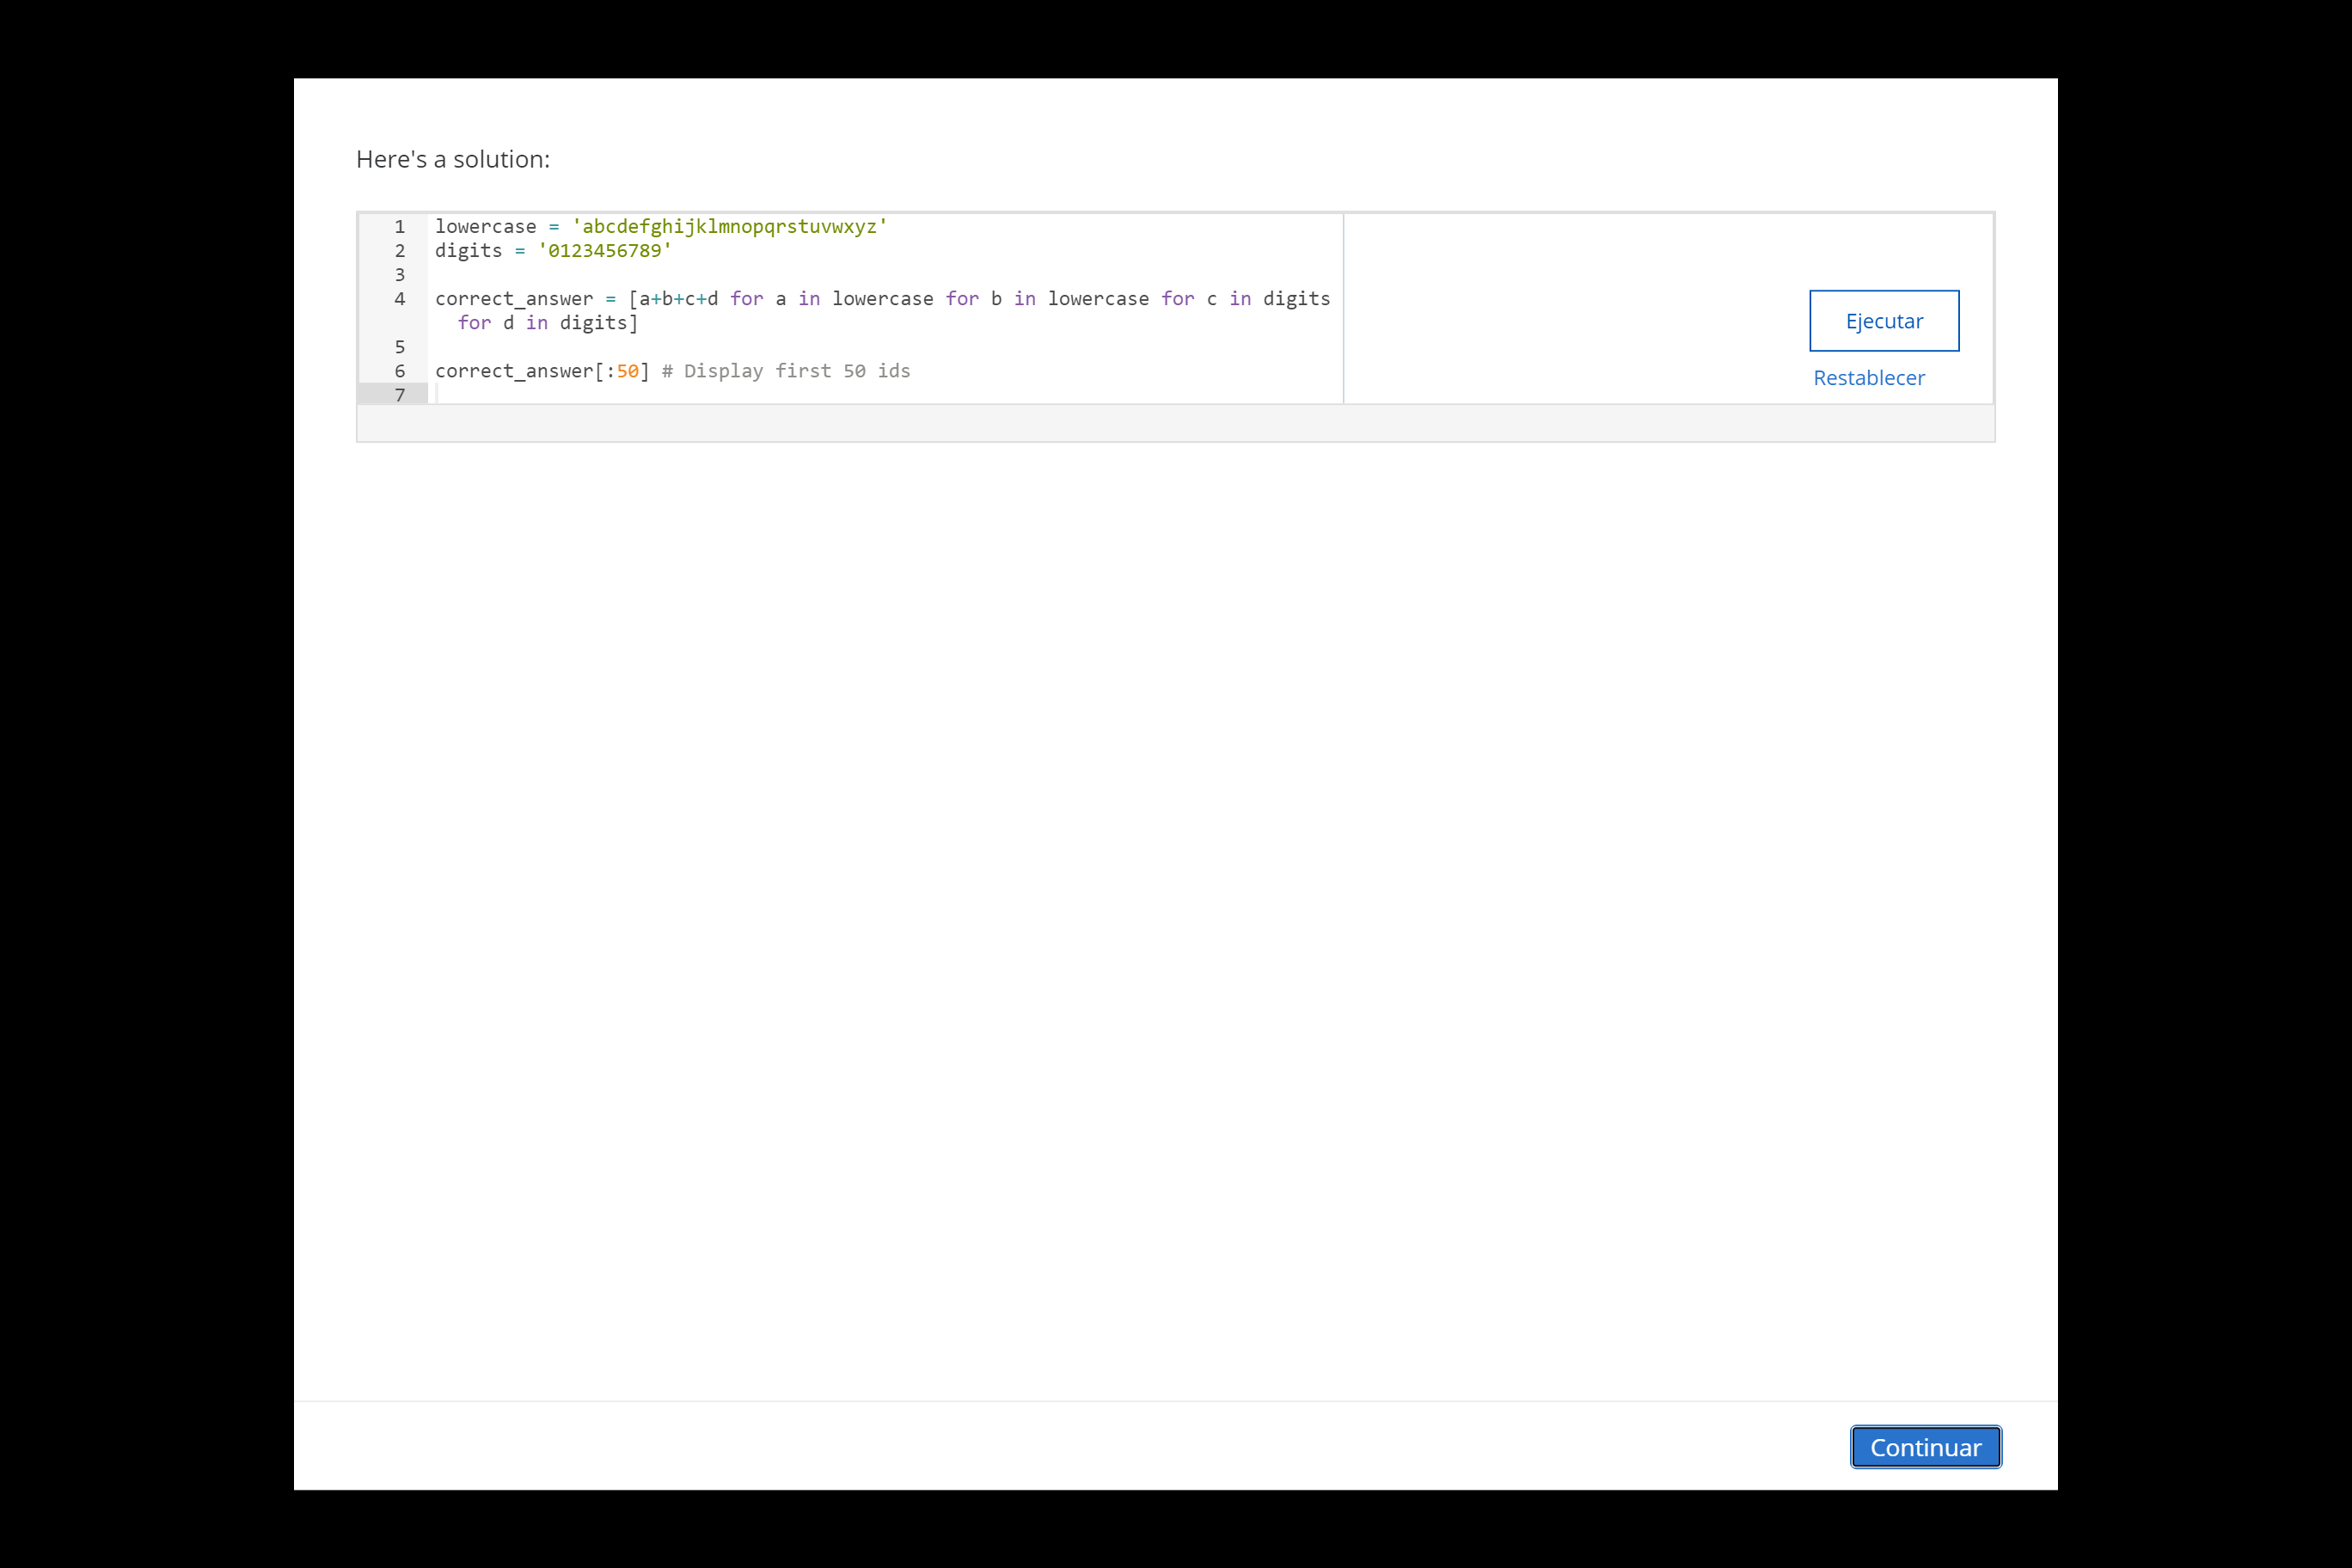 Here's a solution:
1 lowercase = 'abcdefghijklmnopqrstuvwxyz'
2 digits = '0123456789'
3
4 correct_answer = [a+b+c+d for a in lowercase for b in lowercase for c in digits
for d in digits]
5
6 correct_answer[:50] # Display first 50 ids
7
Ejecutar
Restablecer
Continuar